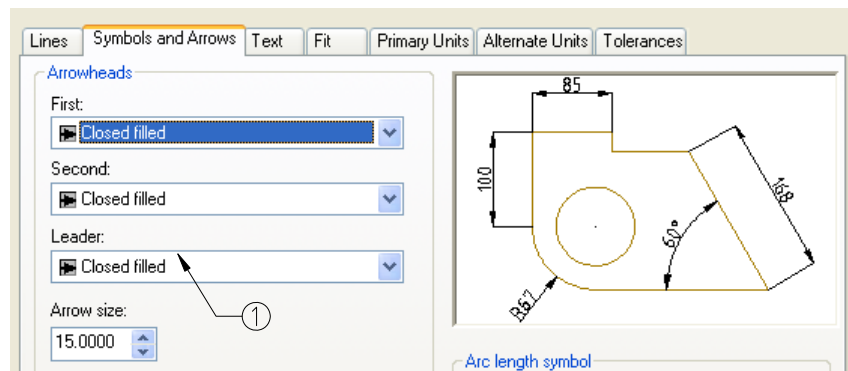 Lines Symbols and Arrows Text Fit Primary Units Alternate Units Tolerances
Arrowheads
First:
Closed filled
Second:
Closed filled
Leader:
Closed filled
1
Arrow size:
15.0000
85
100
168
60°
R67
Arc length symbol